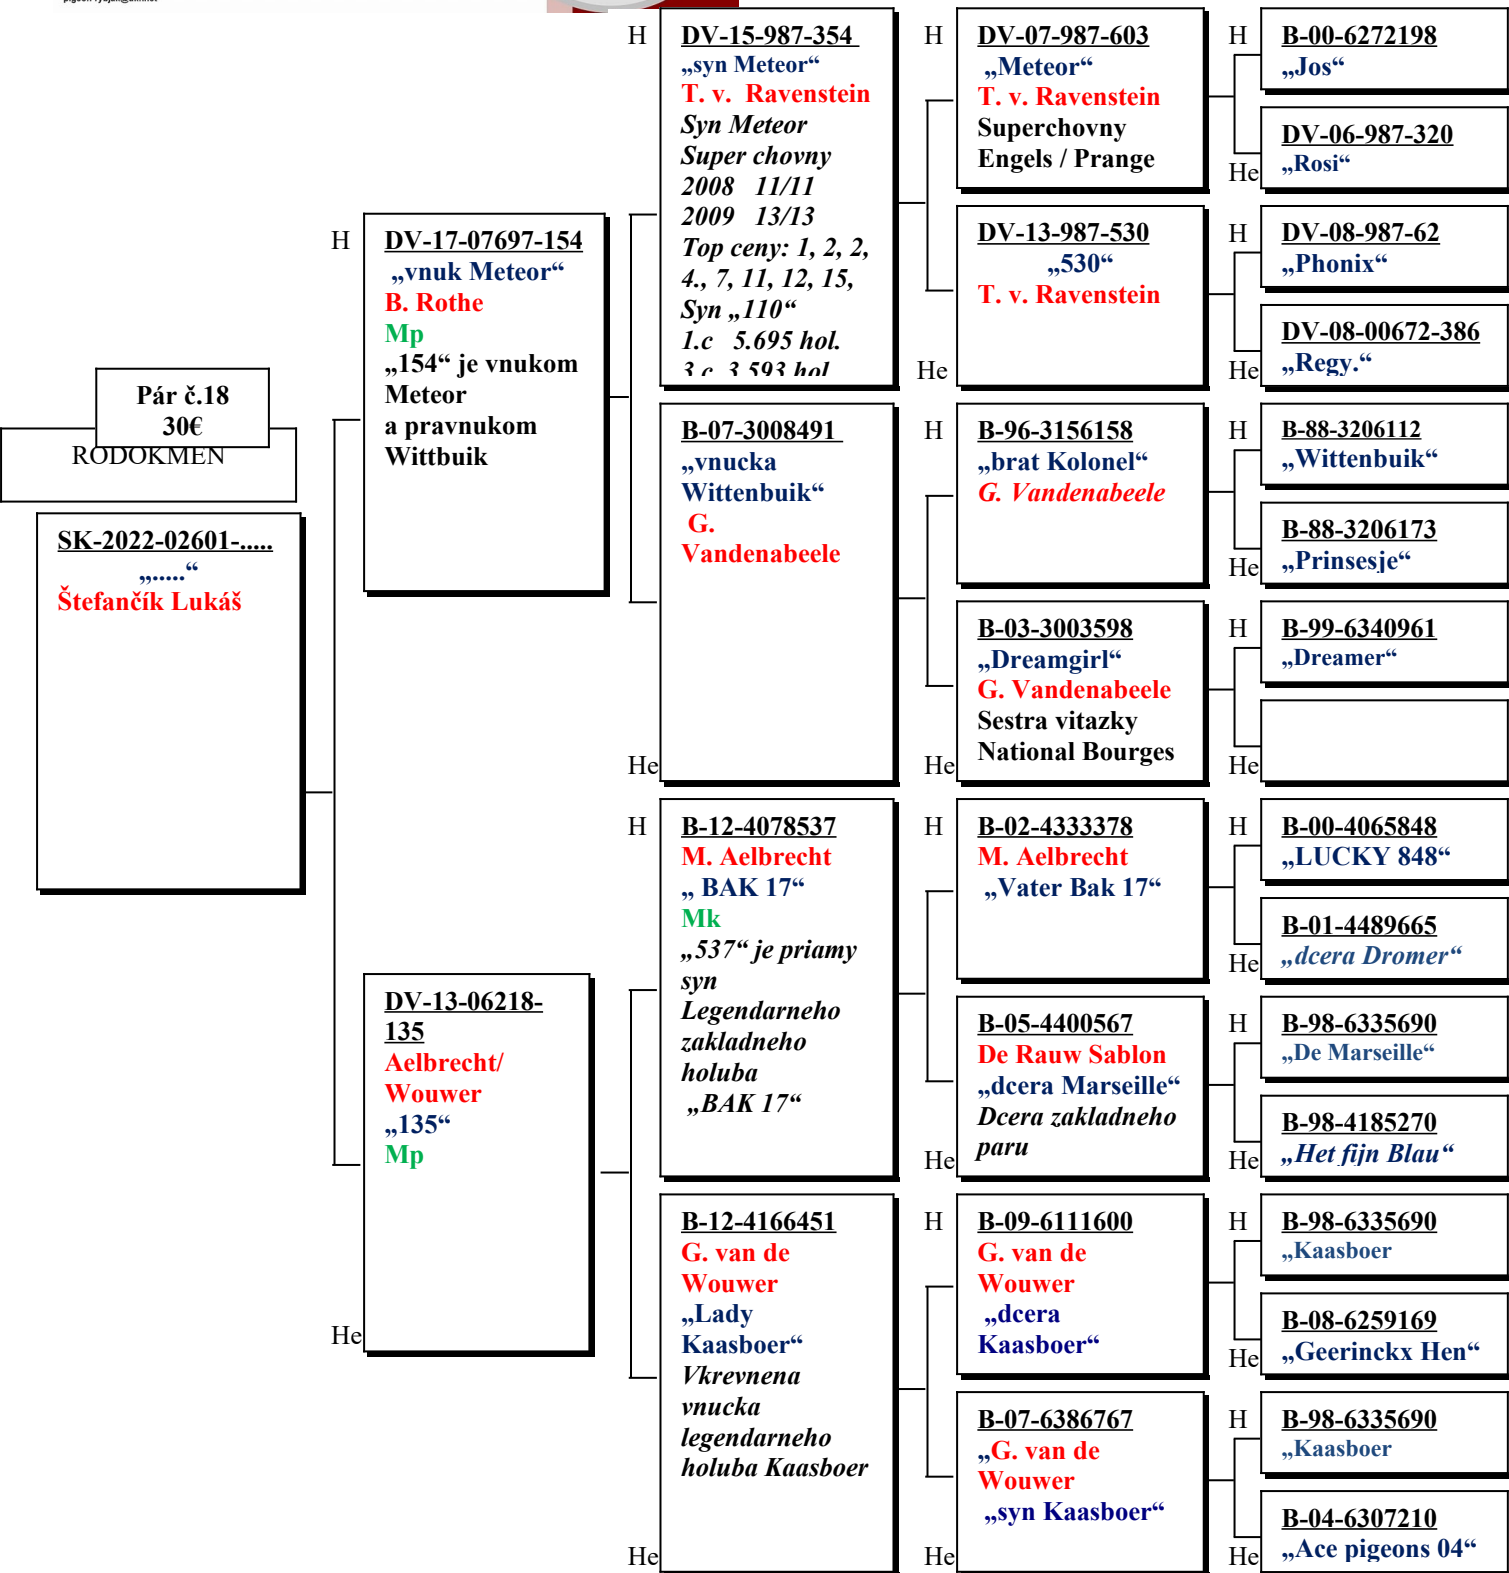 Pár č.18
30€
RODOKMEŇ
SK-2022-02601-.....
„.....“
Štefančík Lukáš
H
DV-17-07697-154
„vnuk Meteor“
B. Rothe
Mp
„154“ je vnukom
Meteor
a pravnukom
Wittbuik
He
DV-13-06218-
135
Aelbrecht/
Wouwer
„135“
Mp
H
DV-15-987-354
„syn Meteor“
T. v. Ravenstein
Syn Meteor
Super chovny
2008 11/11
2009 13/13
Top ceny: 1, 2, 2,
4., 7, 11, 12, 15,
Syn „110“
1.c 5.695 hol.
3.c 3.593 hol
He
B-07-3008491
„vnucka
Wittenbuik“
G.
Vandenabeele
H
B-12-4078537
M. Aelbrecht
„ BAK 17“
Mk
„537“ je priamy
syn
Legendarneho
zakladneho
holuba
„BAK 17“
He
B-12-4166451
G. van de
Wouwer
„Lady
Kaasboer“
Vkrevnena
vnucka
legendarneho
holuba Kaasboer
H
DV-07-987-603
„Meteor“
T. v. Ravenstein
Superchovny
Engels / Prange
He
DV-13-987-530
„530“
T. v. Ravenstein
H
B-96-3156158
„brat Kolonel“
G. Vandenabeele
He
B-03-3003598
„Dreamgirl“
G. Vandenabeele
Sestra vitazky
National Bourges
H
B-02-4333378
M. Aelbrecht
„Vater Bak 17“
He
B-05-4400567
De Rauw Sablon
„dcera Marseille“
Dcera zakladneho
paru
H
B-09-6111600
G. van de
Wouwer
„dcera
Kaasboer“
He
B-07-6386767
„G. van de
Wouwer
„syn Kaasboer“
H
B-00-6272198
„Jos“
He
DV-06-987-320
„Rosi“
H
DV-08-987-62
„Phonix“
He
DV-08-00672-386
„Regy.“
H
B-88-3206112
„Wittenbuik“
He
B-88-3206173
„Prinsesje“
H
B-99-6340961
„Dreamer“
He
H
B-00-4065848
„LUCKY 848“
He
B-01-4489665
„dcera Dromer“
H
B-98-6335690
„De Marseille“
He
B-98-4185270
„Het fijn Blau“
H
B-98-6335690
„Kaasboer
He
B-08-6259169
„Geerinckx Hen“
H
B-98-6335690
„Kaasboer
He
B-04-6307210
„Ace pigeons 04“